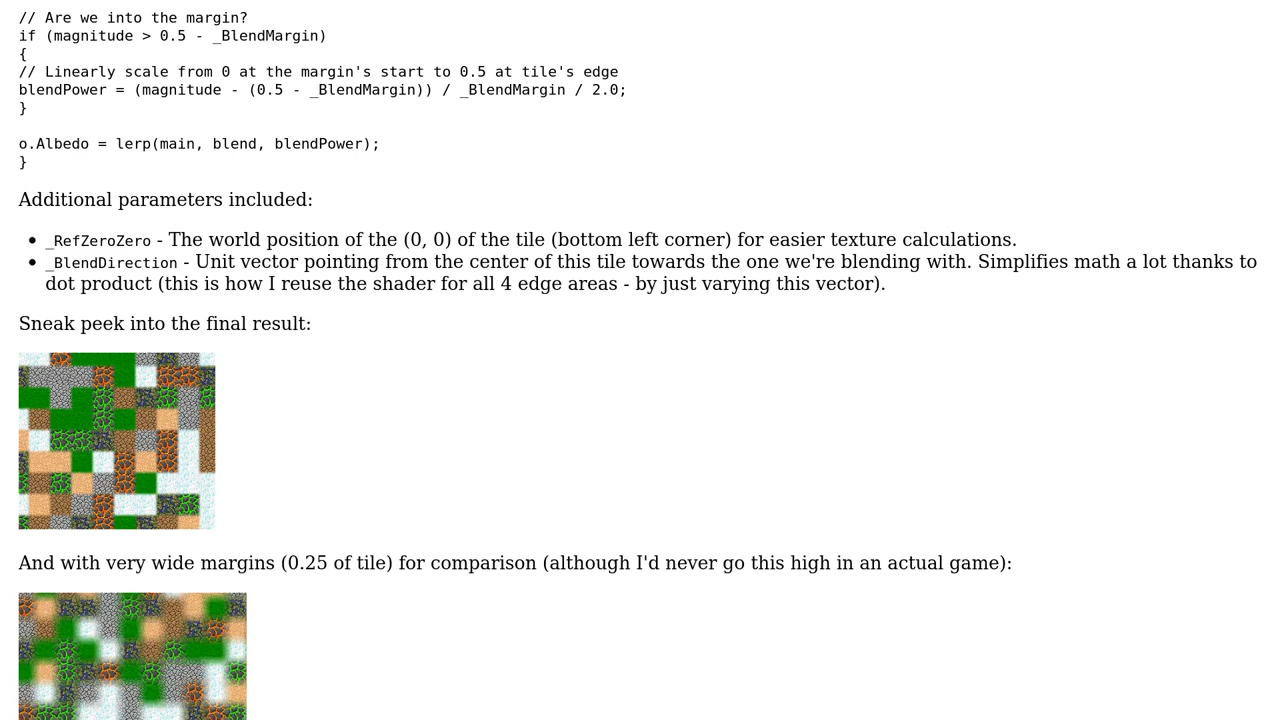 // Are we into the margin?
if (magnitude > 0.5 - _BlendMargin)
{
// Linearly scale from 0 at the margin's start to 0.5 at tile's edge
blendPower = (magnitude - (0.5 - _BlendMargin)) / _BlendMargin / 2.0;
}
o.Albedo = lerp(main, blend, blendPower);
}
Additional parameters included:
• _RefZeroZero - The world position of the (0, 0) of the tile (bottom left corner) for easier texture calculations.
• _BlendDirection - Unit vector pointing from the center of this tile towards the one we're blending with. Simplifies math a lot thanks to
dot product (this is how I reuse the shader for all 4 edge areas - by just varying this vector).
Sneak peek into the final result:
And with very wide margins (0.25 of tile) for comparison (although I'd never go this high in an actual game):